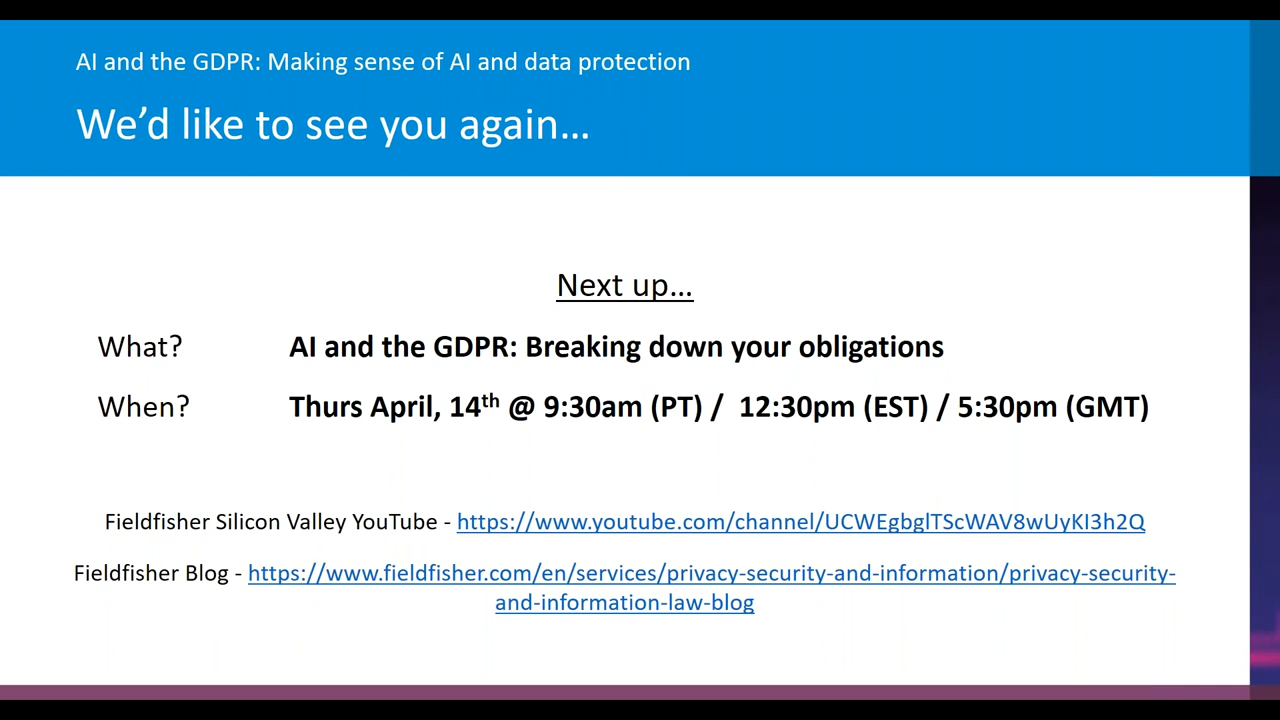 AI and the GDPR: Making sense of AI and data protection
We’d like to see you again…
Next up…
What? AI and the GDPR: Breaking down your obligations
When? Thurs April, 14th @ 9:30am (PT) / 12:30pm (EST) / 5:30pm (GMT)
Fieldfisher Silicon Valley YouTube - https://www.youtube.com/channel/UCWEgbglTScWAV8wUyKI3h2Q
Fieldfisher Blog - https://www.fieldfisher.com/en/services/privacy-security-and-information/privacy-security-
and-information-law-blog